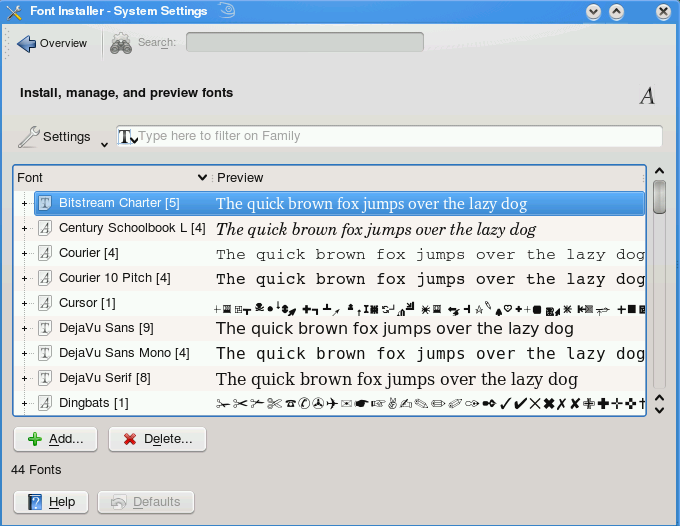 Font Installer - System Settings
Overview Search:
Install, manage, and preview fonts A
Settings T Type here to filter on Family
Font Preview
Bitstream Charter [5] The quick brown fox jumps over the lazy dog
Century Schoolbook L [4] The quick brown fox jumps over the lazy dog
Courier [4] The quick brown fox jumps over the lazy dog
Courier 10 Pitch [4] The quick brown fox jumps over the lazy dog
Cursor [1]
DejaVu Sans [9] The quick brown fox jumps over the lazy dog
DejaVu Sans Mono [4] The quick brown fox jumps over the lazy dog
DejaVu Serif [8] The quick brown fox jumps over the lazy dog
Dingbats [1]
Add... Delete...
44 Fonts
Help Defaults